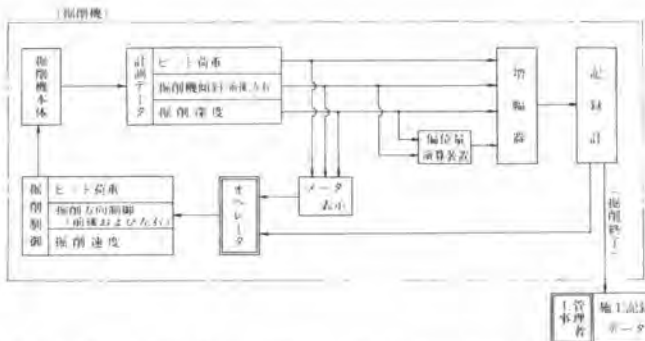 (掘削機)
掘削機本体
計測データ
ビット荷重
掘削機傾斜(前後,左右)
掘削深度
増幅器
記録計
偏位量
演算装置
メータ
表示
オペレータ
掘削制御
ビット荷重
掘削方向制御
(前後および左右)
掘削速度
(掘削終了)
工事管理者
施工記録
データ